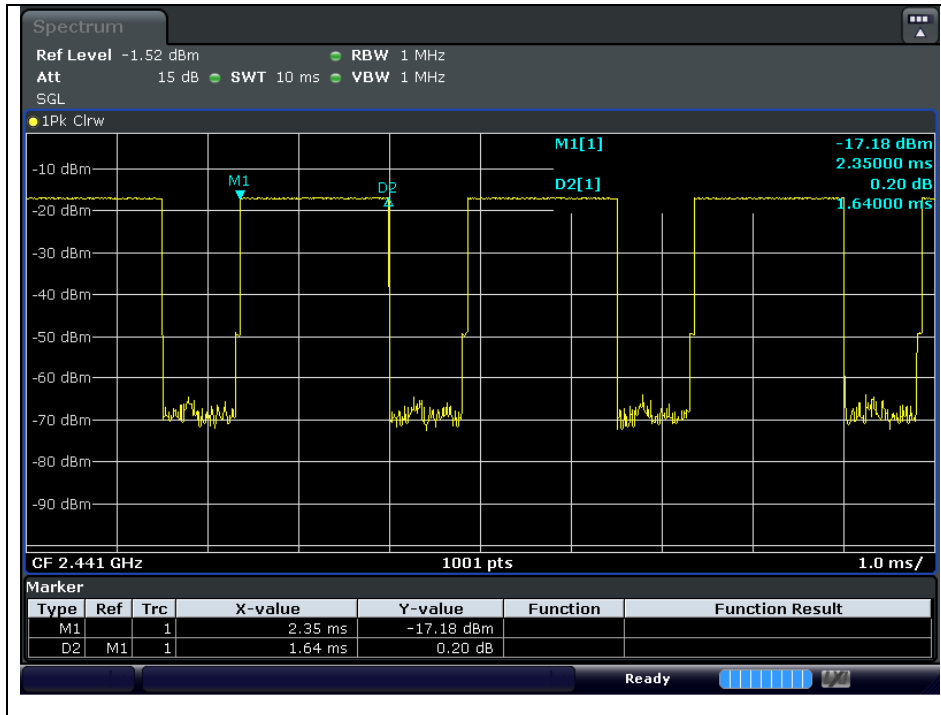 Spectrum
Ref Level -1.52 dBm RBW 1 MHz
Att 15 dB SWT 10 ms VBW 1 MHz
SGL
1Pk Clrw
M1[1] -17.18 dBm
2.35000 ms
D2[1] 0.20 dB
1.64000 ms
M1
D2
-10 dBm
-20 dBm
-30 dBm
-40 dBm
-50 dBm
-60 dBm
-70 dBm
-80 dBm
-90 dBm
CF 2.441 GHz 1001 pts 1.0 ms/
Marker
Type Ref Trc X-value Y-value Function Function Result
M1 1 2.35 ms -17.18 dBm
D2 M1 1 1.64 ms 0.20 dB
Ready